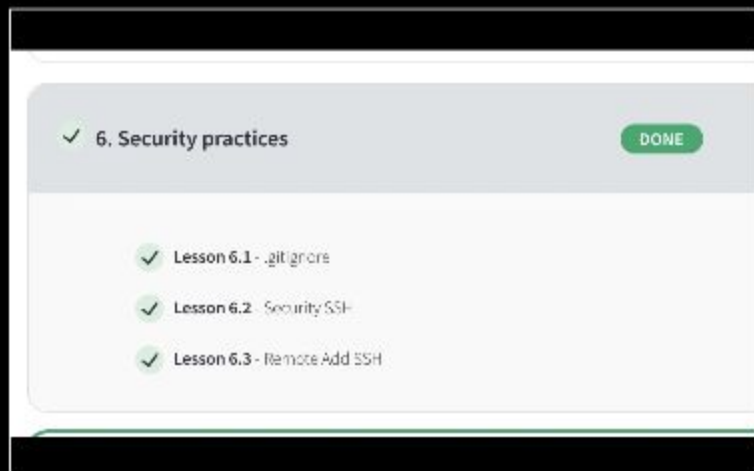 6. Security practices
DONE
Lesson 6.1 - .gitignore
Lesson 6.2 - Security SSH
Lesson 6.3 - Remote Add SSH